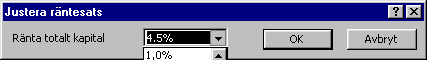 Justera räntesats
Ränta totalt kapital 4.5% OK Avbryt
1,0%